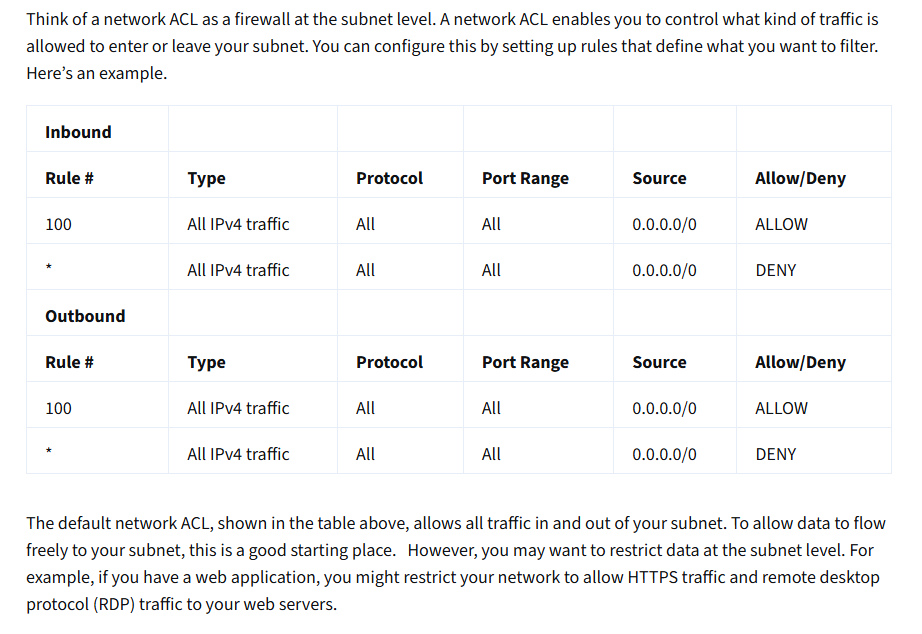 Think of a network ACL as a firewall at the subnet level. A network ACL enables you to control what kind of traffic is
allowed to enter or leave your subnet. You can configure this by setting up rules that define what you want to filter.
Here’s an example.
Inbound
Rule # Type Protocol Port Range Source Allow/Deny
100 All IPv4 traffic All All 0.0.0.0/0 ALLOW
* All IPv4 traffic All All 0.0.0.0/0 DENY
Outbound
Rule # Type Protocol Port Range Source Allow/Deny
100 All IPv4 traffic All All 0.0.0.0/0 ALLOW
* All IPv4 traffic All All 0.0.0.0/0 DENY
The default network ACL, shown in the table above, allows all traffic in and out of your subnet. To allow data to flow
freely to your subnet, this is a good starting place. However, you may want to restrict data at the subnet level. For
example, if you have a web application, you might restrict your network to allow HTTPS traffic and remote desktop
protocol (RDP) traffic to your web servers.